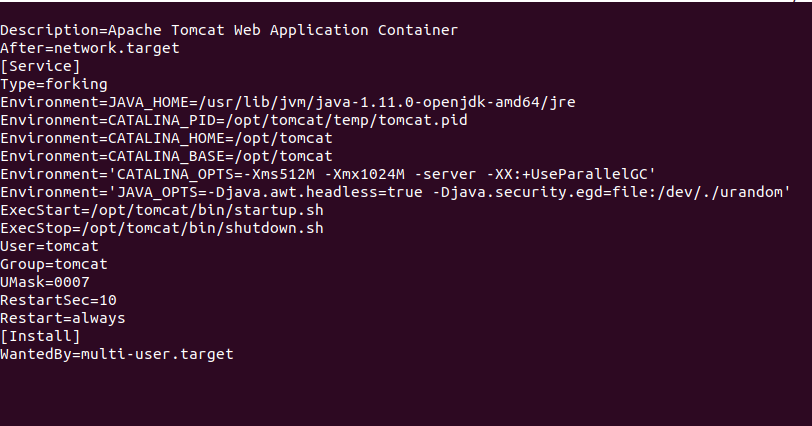 Description=Apache Tomcat Web Application Container
After=network.target
[Service]
Type=forking
Environment=JAVA_HOME=/usr/lib/jvm/java-1.11.0-openjdk-amd64/jre
Environment=CATALINA_PID=/opt/tomcat/temp/tomcat.pid
Environment=CATALINA_HOME=/opt/tomcat
Environment=CATALINA_BASE=/opt/tomcat
Environment='CATALINA_OPTS=-Xms512M -Xmx1024M -server -XX:+UseParallelGC'
Environment='JAVA_OPTS=-Djava.awt.headless=true -Djava.security.egd=file:/dev/./urandom'
ExecStart=/opt/tomcat/bin/startup.sh
ExecStop=/opt/tomcat/bin/shutdown.sh
User=tomcat
Group=tomcat
UMask=0007
RestartSec=10
Restart=always
[Install]
WantedBy=multi-user.target